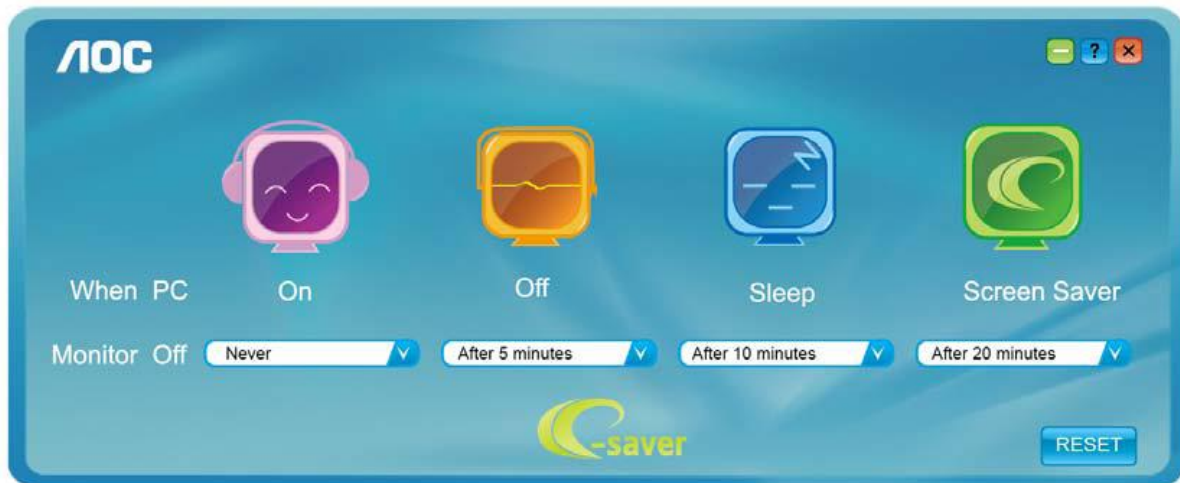 AOC
?
When PC On Off Sleep Screen Saver
Monitor Off Never After 5 minutes After 10 minutes After 20 minutes
e-saver
RESET